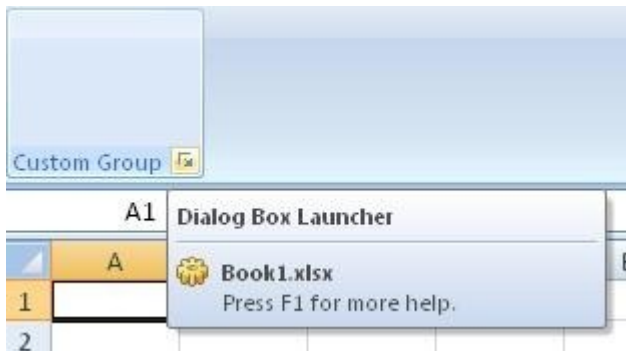 Custom Group
A1
Dialog Box Launcher
A
Book1.xlsx
1
Press F1 for more help.
2